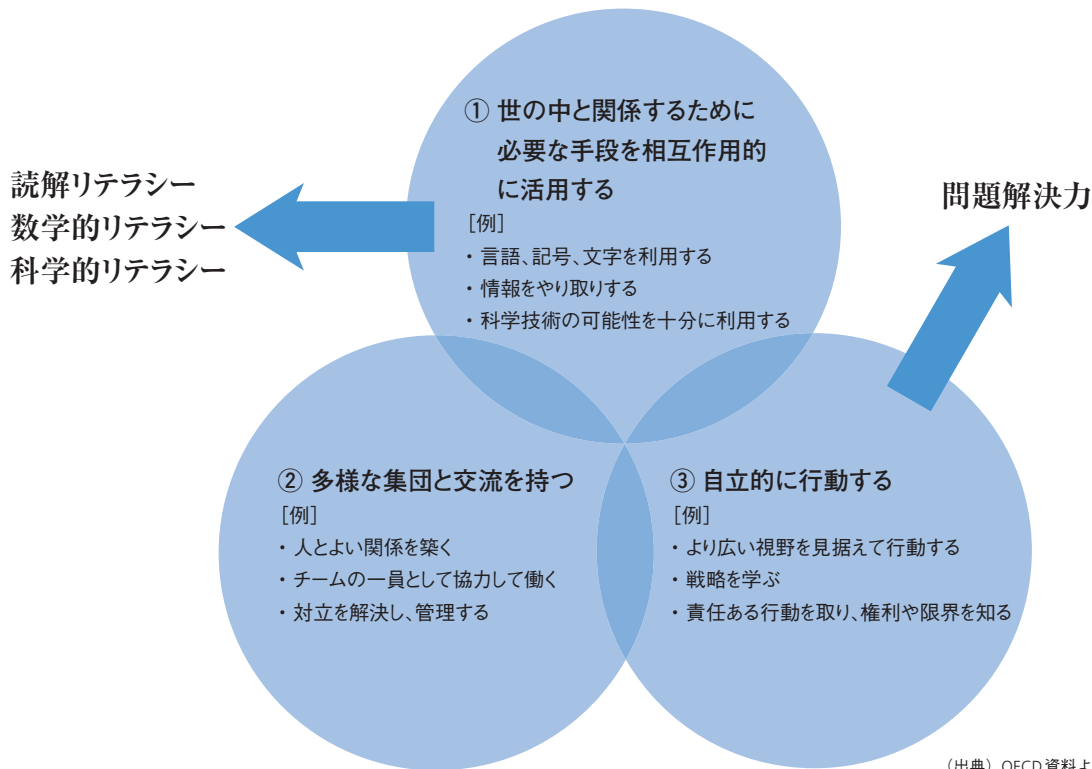 ① 世の中と関係するために
必要な手段を相互作用的
に活用する
[例]
・言語、記号、文字を利用する
・情報をやり取りする
・科学技術の可能性を十分に利用する
読解リテラシー
数学的リテラシー
科学的リテラシー
問題解決力
② 多様な集団と交流を持つ
[例]
・人とよい関係を築く
・チームの一員として協力して働く
・対立を解決し、管理する
③ 自立的に行動する
[例]
・より広い視野を見据えて行動する
・戦略を学ぶ
・責任ある行動を取り、権利や限界を知る
(出典) OECD資料よ